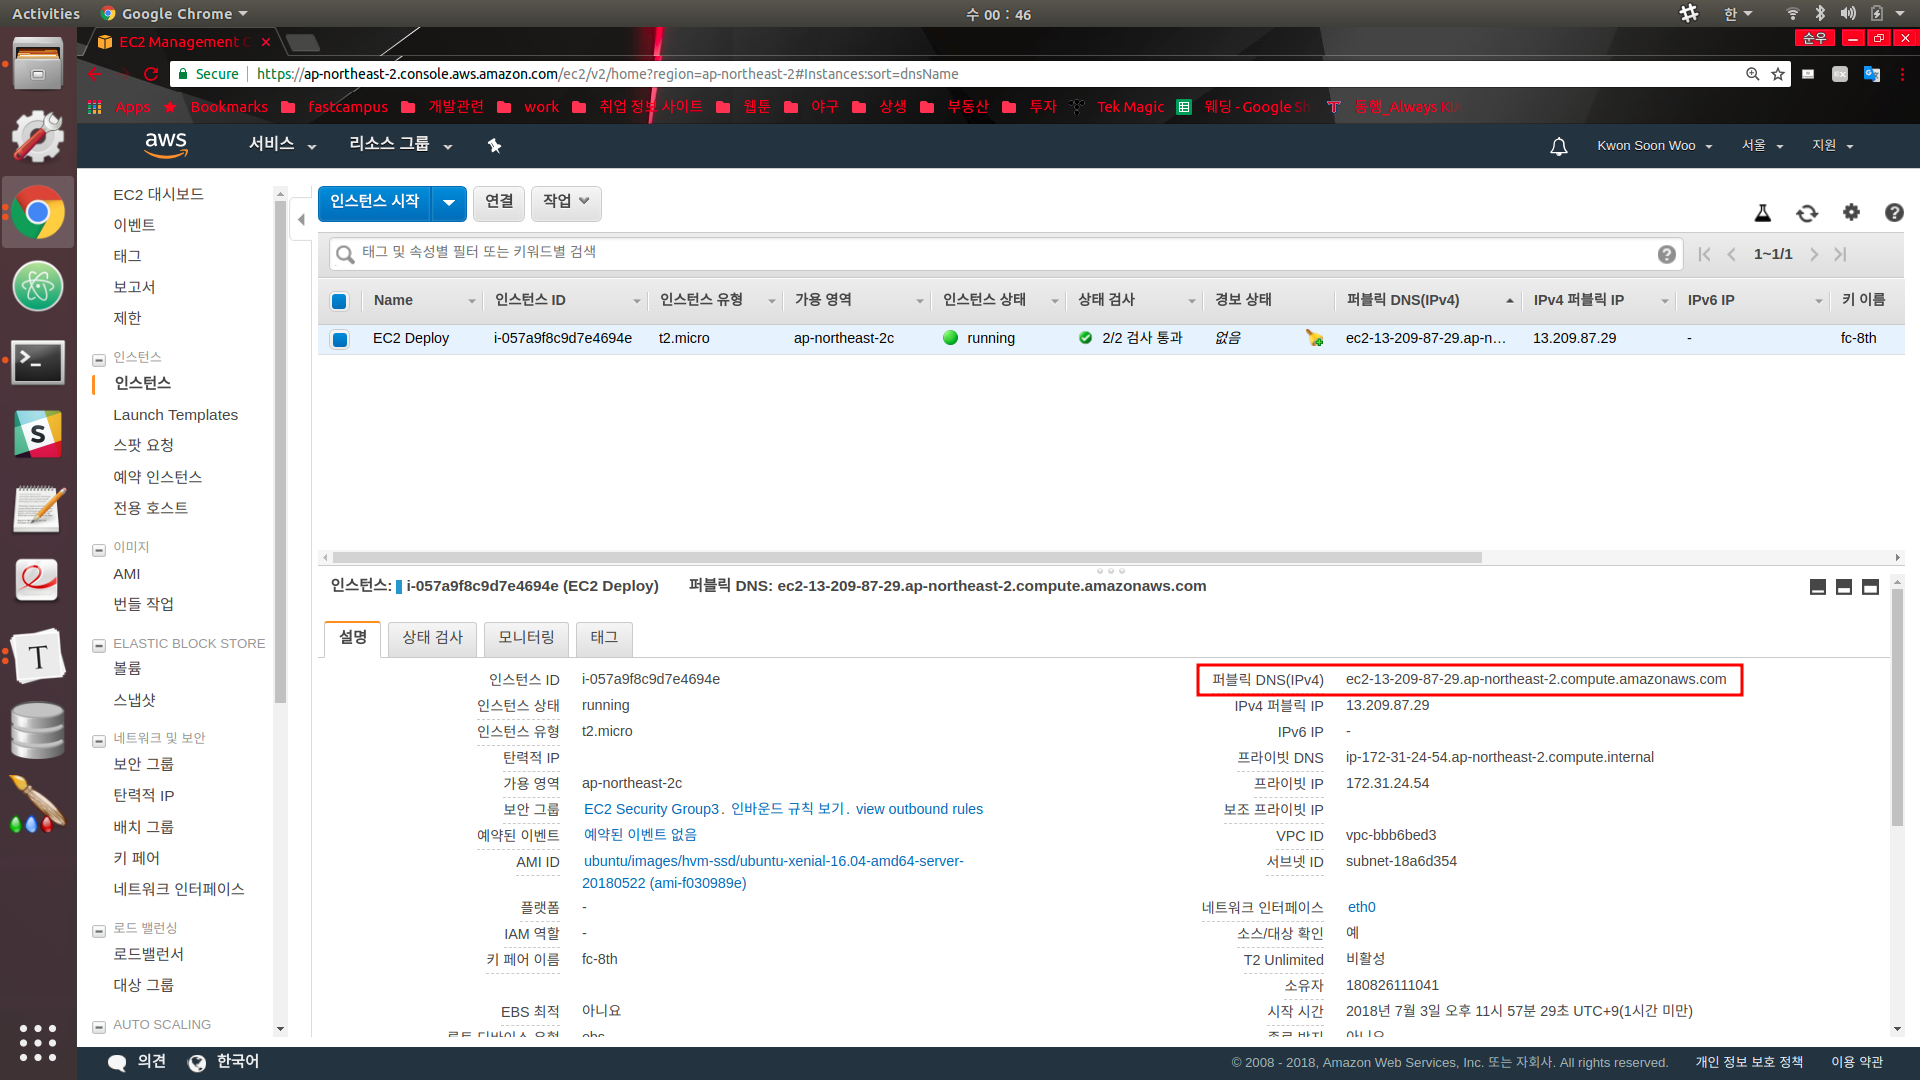 Activities Google Chrome 수 00 : 46 한
EC2 Management C 순우
Secure https://ap-northeast-2.console.aws.amazon.com/ec2/v2/home?region=ap-northeast-2#Instances:sort=dnsName
Apps Bookmarks fastcampus 개발관련 work 취업 정보 사이트 웹툰 야구 상생 부동산 투자 Tek Magic 웨딩 - Google Sh
aws 서비스 리소스 그룹 Kwon Soon Woo 서울 지원
EC2 대시보드
이벤트
태그
보고서
제한
인스턴스
인스턴스
Launch Templates
스팟 요청
예약 인스턴스
전용 호스트
이미지
AMI
번들 작업
ELASTIC BLOCK STORE
볼륨
스냅샷
네트워크 및 보안
보안 그룹
탄력적 IP
배치 그룹
키 페어
네트워크 인터페이스
로드 밸런싱
로드밸런서
대상 그룹
AUTO SCALING
인스턴스 시작 연결 작업
태그 및 속성별 필터 또는 키워드별 검색 1~1/1
Name 인스턴스 ID 인스턴스 유형 가용 영역 인스턴스 상태 상태 검사 경보 상태 퍼블릭 DNS(IPv4) IPv4 퍼블릭 IP IPv6 IP 키 이름
EC2 Deploy i-057a9f8c9d7e4694e t2.micro ap-northeast-2c running 2/2 검사 통과 없음 ec2-13-209-87-29.ap-n... 13.209.87.29 - fc-8th
인스턴스: i-057a9f8c9d7e4694e (EC2 Deploy) 퍼블릭 DNS: ec2-13-209-87-29.ap-northeast-2.compute.amazonaws.com
설명 상태 검사 모니터링 태그
인스턴스 ID i-057a9f8c9d7e4694e 퍼블릭 DNS(IPv4) ec2-13-209-87-29.ap-northeast-2.compute.amazonaws.com
인스턴스 상태 running IPv4 퍼블릭 IP 13.209.87.29
인스턴스 유형 t2.micro IPv6 IP -
탄력적 IP 프라이빗 DNS ip-172-31-24-54.ap-northeast-2.compute.internal
가용 영역 ap-northeast-2c 프라이빗 IP 172.31.24.54
보안 그룹 EC2 Security Group3. 인바운드 규칙 보기. view outbound rules 보조 프라이빗 IP
예약된 이벤트 예약된 이벤트 없음 VPC ID vpc-bbb6bed3
AMI ID ubuntu/images/hvm-ssd/ubuntu-xenial-16.04-amd64-server- 서브넷 ID subnet-18a6d354
20180522 (ami-f030989e)
플랫폼 - 네트워크 인터페이스 eth0
IAM 역할 - 소스/대상 확인 예
키 페어 이름 fc-8th T2 Unlimited 비활성
소유자 180826111041
EBS 최적 아니요 시작 시간 2018년 7월 3일 오후 11시 57분 29초 UTC+9(1시간 미만)
루트 디바이스 유형 ebs 종료 방지 아니요
의견 한국어 © 2008 - 2018, Amazon Web Services, Inc. 또는 자회사. All rights reserved. 개인 정보 보호 정책 이용 약관